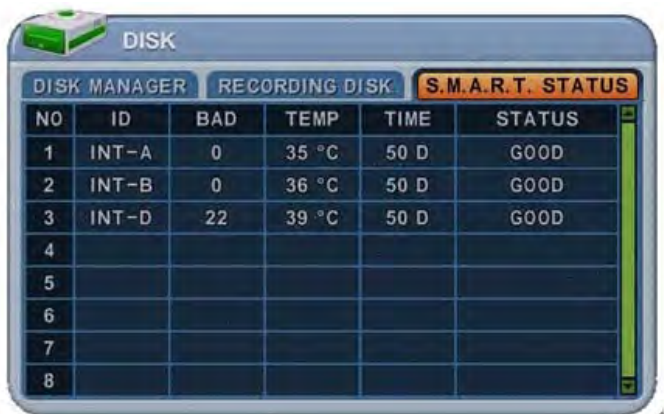 DISK
DISK MANAGER RECORDING DISK S.M.A.R.T. STATUS
NO ID BAD TEMP TIME STATUS
1 INT-A 0 35 °C 50 D GOOD
2 INT-B 0 36 °C 50 D GOOD
3 INT-D 22 39 °C 50 D GOOD
4
5
6
7
8